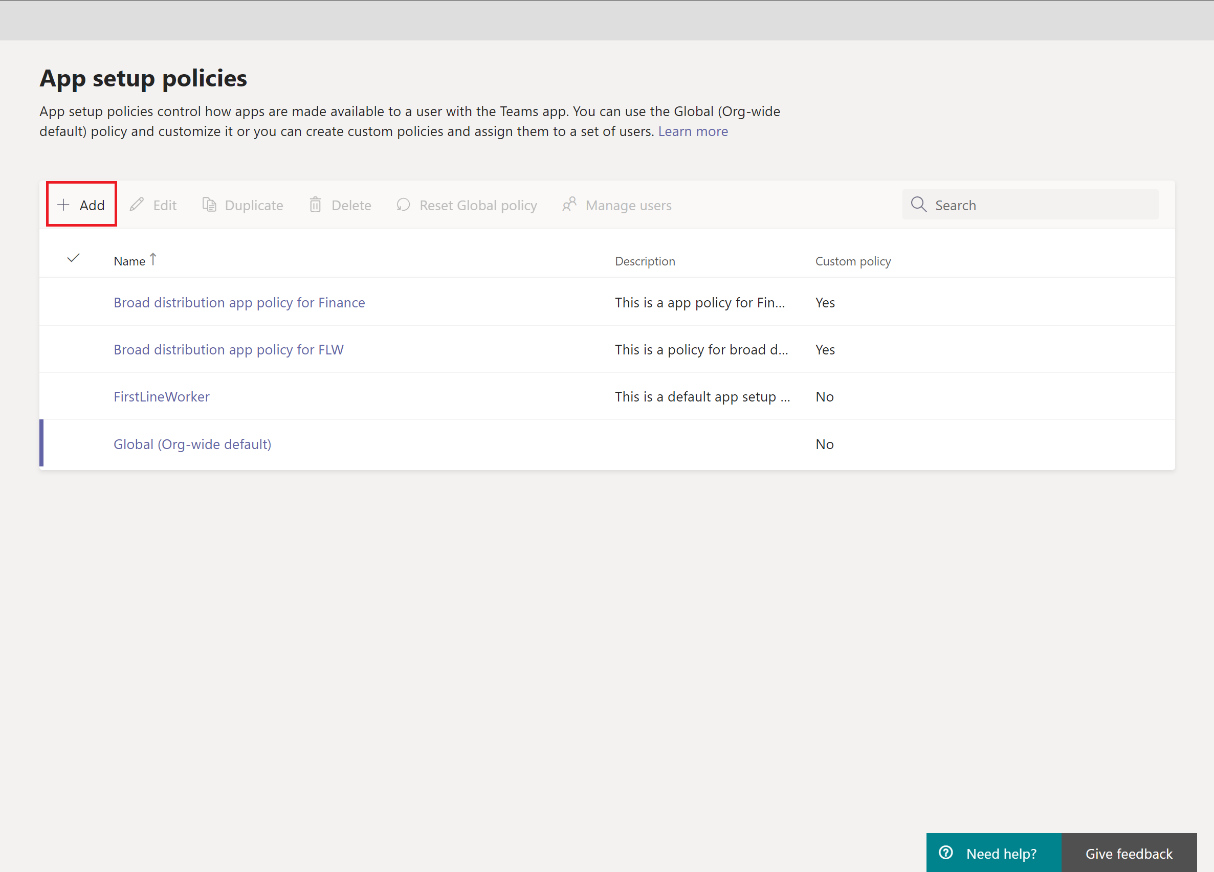 App setup policies
App setup policies control how apps are made available to a user with the Teams app. You can use the Global (Org-wide
default) policy and customize it or you can create custom policies and assign them to a set of users. Learn more
+ Add Edit Duplicate Delete Reset Global policy Manage users Search
Name ↑ Description Custom policy
Broad distribution app policy for Finance This is a app policy for Fin... Yes
Broad distribution app policy for FLW This is a policy for broad d... Yes
FirstLineWorker This is a default app setup ... No
Global (Org-wide default) No
Need help? Give feedback